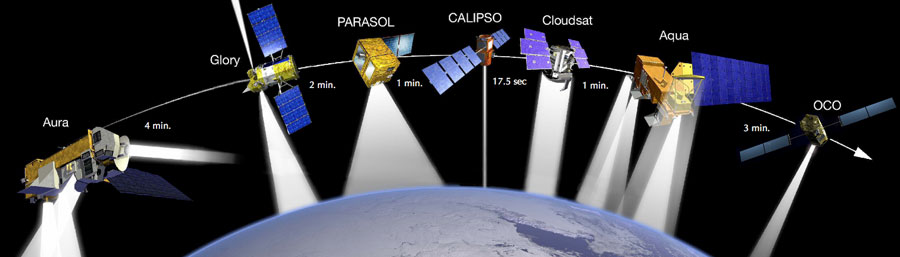 Aura
4 min.
Glory
2 min.
PARASOL
1 min.
CALIPSO
17.5 sec
Cloudsat
1 min.
Aqua
3 min.
OCO